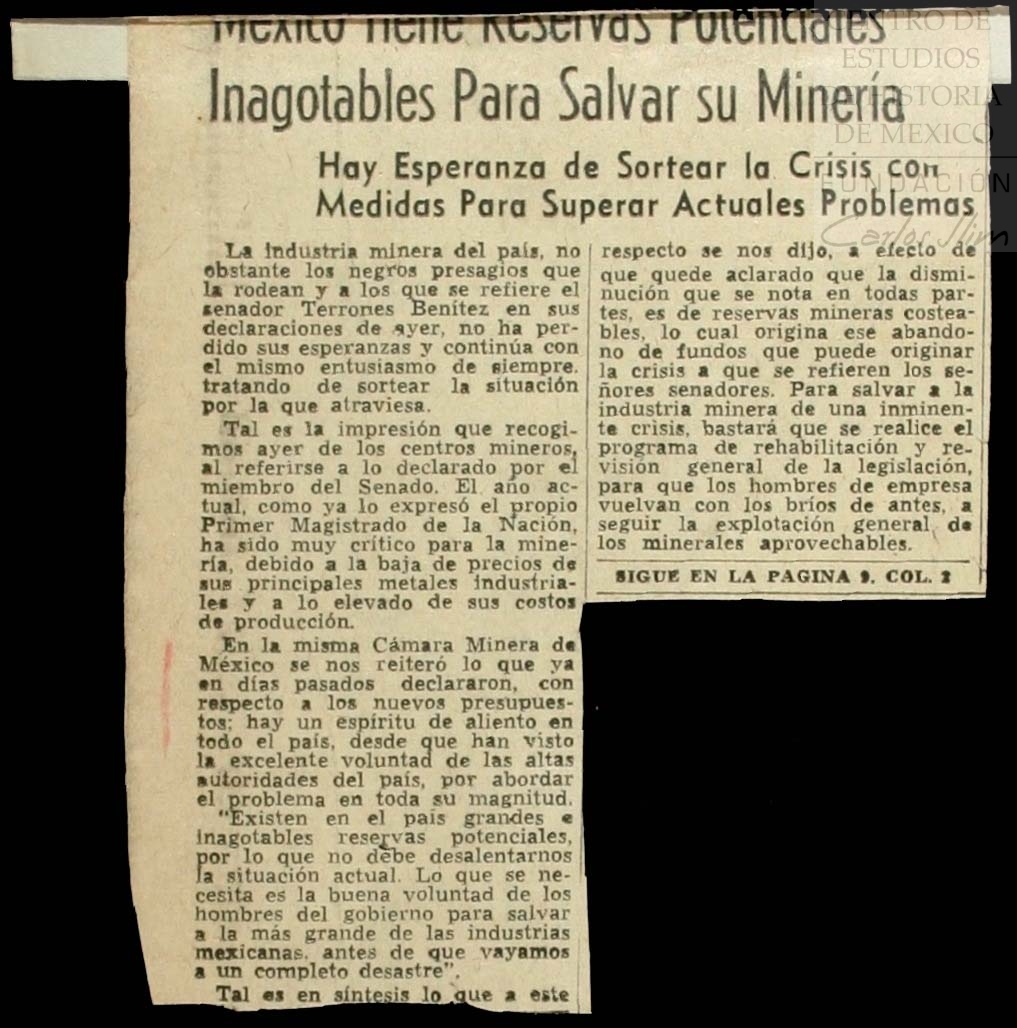 México Tiene Reservas Potenciales
Inagotables Para Salvar su Minería
Hay Esperanza de Sortear la Crisis con
Medidas Para Superar Actuales Problemas
La industria minera del país, no
obstante los negros presagios que
la rodean y a los que se refiere el
senador Terrones Benítez en sus
declaraciones de ayer, no ha per-
dido sus esperanzas y continúa con
el mismo entusiasmo de siempre.
tratando de sortear la situación
por la que atraviesa.
Tal es la impresión que recogi-
mos ayer de los centros mineros,
al referirse a lo declarado por el
miembro del Senado. El año ac-
tual, como ya lo expresó el propio
Primer Magistrado de la Nación,
ha sido muy crítico para la mine-
ría, debido a la baja de precios de
sus principales metales industria-
les y a lo elevado de sus costos
de producción.
En la misma Cámara Minera de
México se nos reiteró lo que ya
en días pasados declararon, con
respecto a los nuevos presupues-
tos; hay un espíritu de aliento en
todo el país, desde que han visto
la excelente voluntad de las altas
autoridades del país, por abordar
el problema en toda su magnitud.
"Existen en el país grandes e
inagotables reservas potenciales,
por lo que no debe desalentarnos
la situación actual. Lo que se ne-
cesita es la buena voluntad de los
hombres del gobierno para salvar
a la más grande de las industrias
mexicanas. antes de que vayamos
a un completo desastre".
Tal es en síntesis lo que a este
respecto se nos dijo, a efecto de
que quede aclarado que la dismi-
nución que se nota en todas par-
tes, es de reservas mineras costea-
bles, lo cual origina ese abando-
no de fundos que puede originar
la crisis a que se refieren los se-
ñores senadores. Para salvar a la
industria minera de una inminen-
te crisis, bastará que se realice el
programa de rehabilitación y re-
visión general de la legislación,
para que los hombres de empresa
vuelvan con los bríos de antes, a
seguir la explotación general de
los minerales aprovechables.
SIGUE EN LA PAGINA 9, COL. 2
CENTRO DE
ESTUDIOS
DE HISTORIA
DE MEXICO
FUNDACIÓN
Carlos Slim